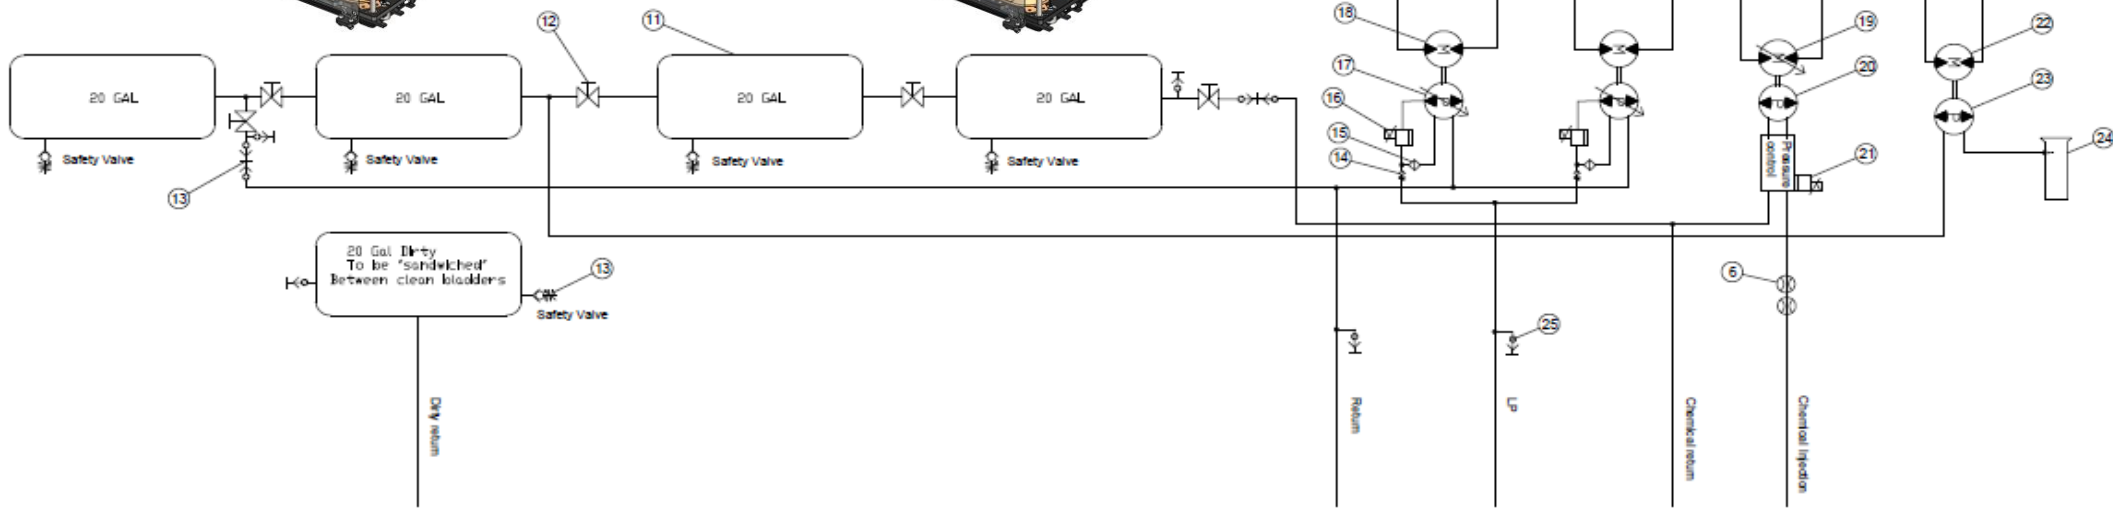 12
11
18
19
22
17
20
23
16
15
14
24
21
13
M
M
M
M
P
P
P
P
20 GAL
20 GAL
20 GAL
20 GAL
Safety Valve
Safety Valve
Safety Valve
Safety Valve
Pressure
control
20 Gal Dirty
To be "sandwiched"
Between clean bladders
13
Safety Valve
6
25
Dirty return
Return
LP
Chemical return
Chemical Injection